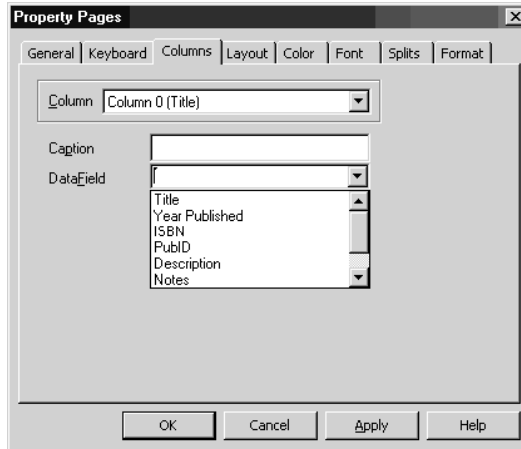 Property Pages
General Keyboard Columns Layout Color Font Splits Format
Column Column 0 (Title)
Caption
DataField
Title
Year Published
ISBN
PubID
Description
Notes
OK Cancel Apply Help